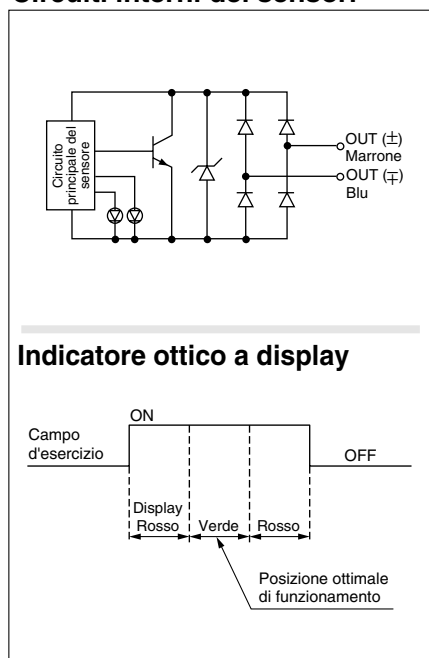 Circuiti interni dei sensori
Circuito
principale del
sensore
OUT (±)
Marrone
OUT (∓)
Blu
Indicatore ottico a display
ON
Campo
d'esercizio
OFF
Display
Rosso
Verde
Rosso
Posizione ottimale
di funzionamento